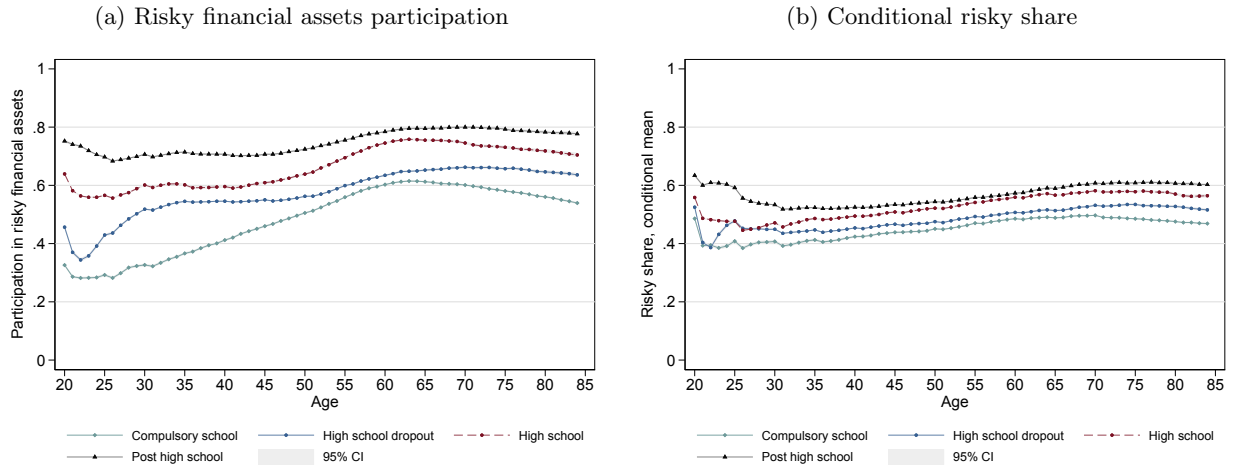 (a) Risky financial assets participation
Participation in risky financial assets
1
.8
.6
.4
.2
0
20 25 30 35 40 45 50 55 60 65 70 75 80 85
Age
Compulsory school High school dropout High school
Post high school 95% CI
(b) Conditional risky share
Risky share, conditional mean
1
.8
.6
.4
.2
0
20 25 30 35 40 45 50 55 60 65 70 75 80 85
Age
Compulsory school High school dropout High school
Post high school 95% CI